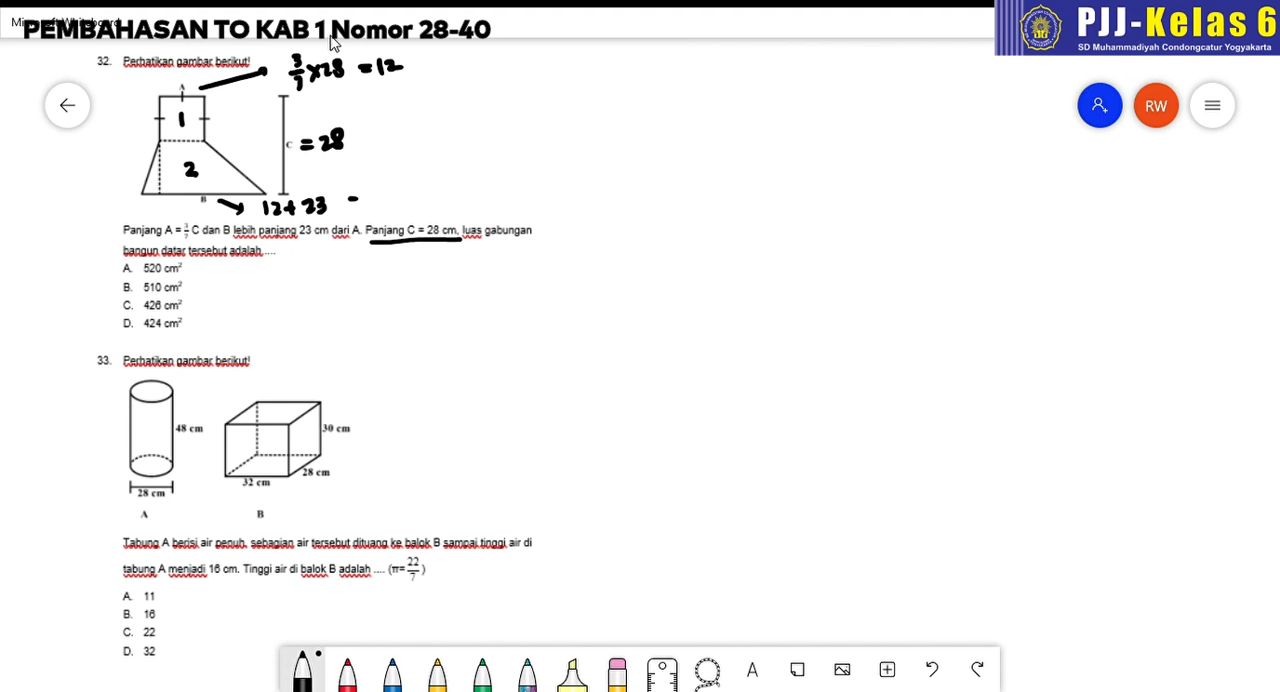 PEMBAHASAN TO KAB 1 Nomor 28-40
PJJ-Kelas 6
SD Muhammadiyah Condongcatur Yogyakarta
RW
32. Perhatikan gambar berikut!
3/7 x 28 = 12
A
1
C = 28
2
B
12 + 23 =
Panjang A = 3/7 C dan B lebih panjang 23 cm dari A. Panjang C = 28 cm, luas gabungan
bangun datar tersebut adalah....
A. 520 cm²
B. 510 cm²
C. 426 cm²
D. 424 cm²
33. Perhatikan gambar berikut!
48 cm
30 cm
28 cm
32 cm
28 cm
A
B
Tabung A berisi air penuh, sebagian air tersebut dituang ke balok B sampai tinggi air di
tabung A menjadi 16 cm. Tinggi air di balok B adalah .... (π=22/7)
A. 11
B. 16
C. 22
D. 32
A